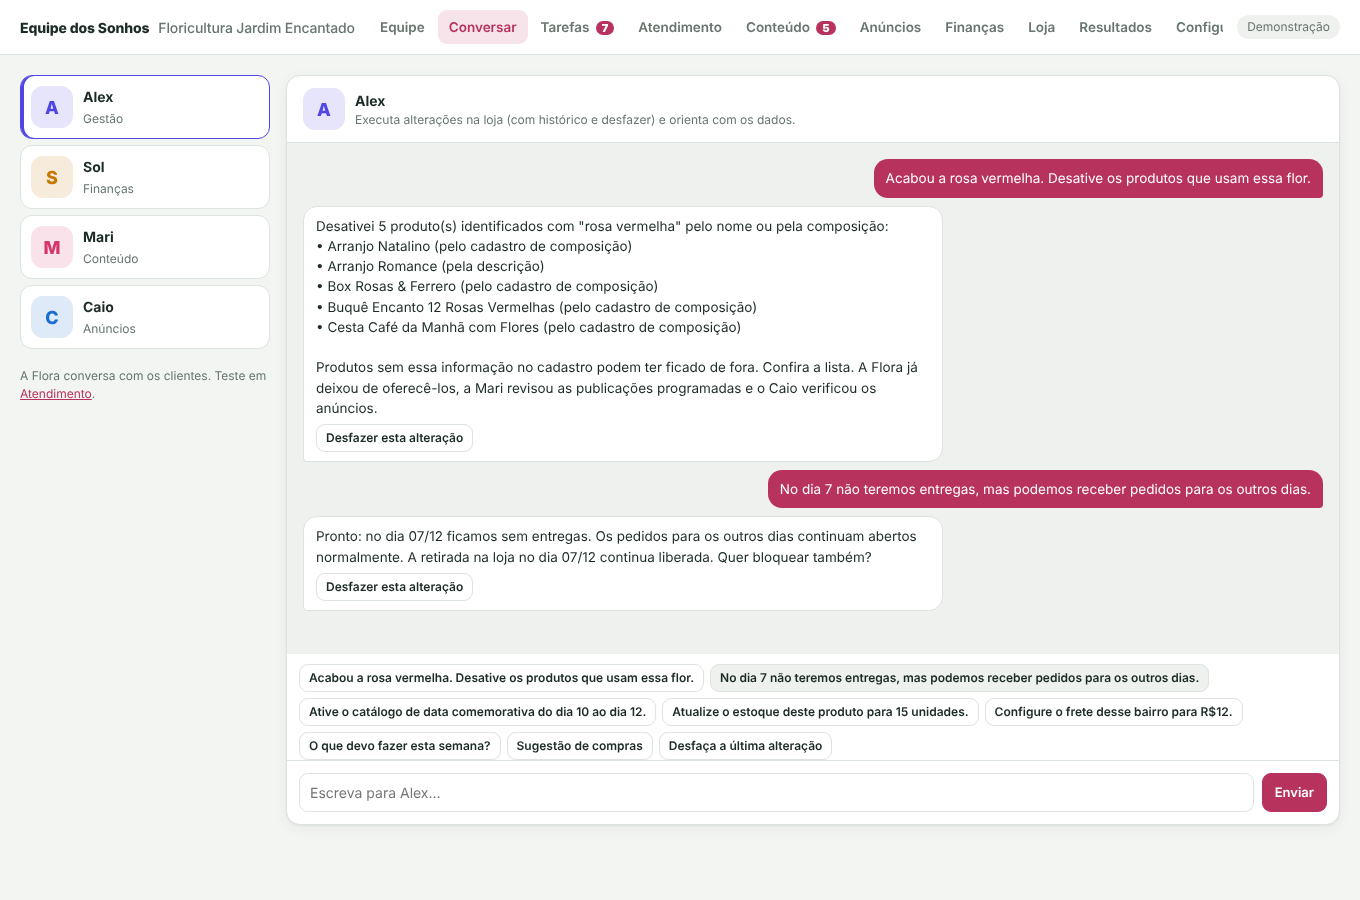 Equipe dos Sonhos Floricultura Jardim Encantado Equipe Conversar Tarefas 7 Atendimento Conteúdo 5 Anúncios Finanças Loja Resultados Configu Demonstração
A
Alex
Gestão
S
Sol
Finanças
M
Mari
Conteúdo
C
Caio
Anúncios
A Flora conversa com os clientes. Teste em
Atendimento.
A
Alex
Executa alterações na loja (com histórico e desfazer) e orienta com os dados.
Acabou a rosa vermelha. Desative os produtos que usam essa flor.
Desativei 5 produto(s) identificados com "rosa vermelha" pelo nome ou pela composição:
• Arranjo Natalino (pelo cadastro de composição)
• Arranjo Romance (pela descrição)
• Box Rosas & Ferrero (pelo cadastro de composição)
• Buquê Encanto 12 Rosas Vermelhas (pelo cadastro de composição)
• Cesta Café da Manhã com Flores (pelo cadastro de composição)
Produtos sem essa informação no cadastro podem ter ficado de fora. Confira a lista. A Flora já
deixou de oferecê-los, a Mari revisou as publicações programadas e o Caio verificou os
anúncios.
Desfazer esta alteração
No dia 7 não teremos entregas, mas podemos receber pedidos para os outros dias.
Pronto: no dia 07/12 ficamos sem entregas. Os pedidos para os outros dias continuam abertos
normalmente. A retirada na loja no dia 07/12 continua liberada. Quer bloquear também?
Desfazer esta alteração
Acabou a rosa vermelha. Desative os produtos que usam essa flor. No dia 7 não teremos entregas, mas podemos receber pedidos para os outros dias.
Ative o catálogo de data comemorativa do dia 10 ao dia 12. Atualize o estoque deste produto para 15 unidades. Configure o frete desse bairro para R$12.
O que devo fazer esta semana? Sugestão de compras Desfaça a última alteração
Escreva para Alex... Enviar